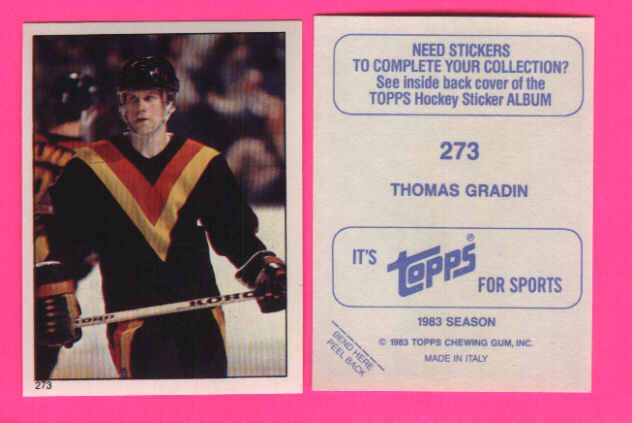 KOHO
KOHO
273
NEED STICKERS
TO COMPLETE YOUR COLLECTION?
See inside back cover of the
TOPPS Hockey Sticker ALBUM
273
THOMAS GRADIN
IT'S topps® FOR SPORTS
1983 SEASON
© 1983 TOPPS CHEWING GUM, INC.
MADE IN ITALY
BEND HERE
PEEL BACK